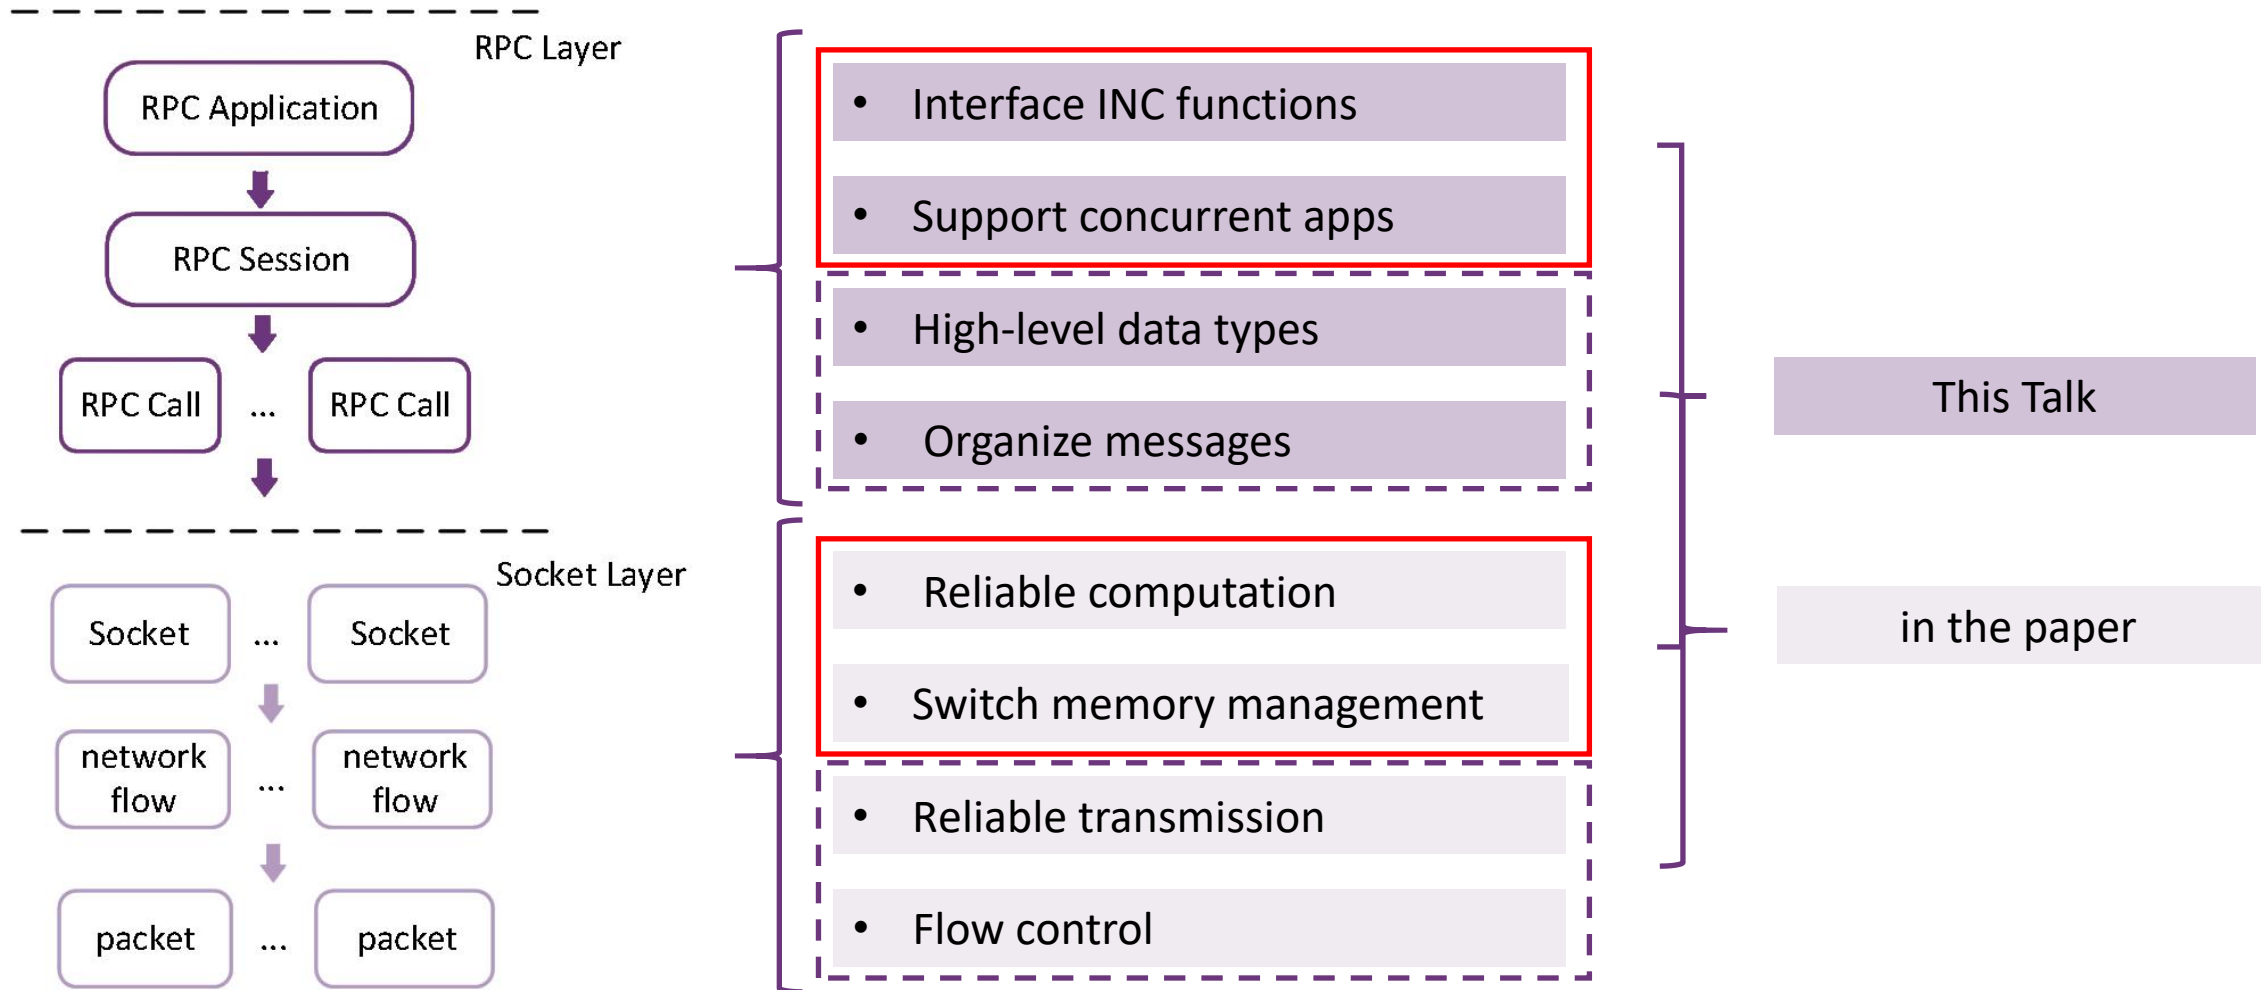 RPC Layer
RPC Application
RPC Session
RPC Call ... RPC Call
Socket Layer
Socket ... Socket
network flow ... network flow
packet ... packet
• Interface INC functions
• Support concurrent apps
• High-level data types
• Organize messages
• Reliable computation
• Switch memory management
• Reliable transmission
• Flow control
This Talk
in the paper